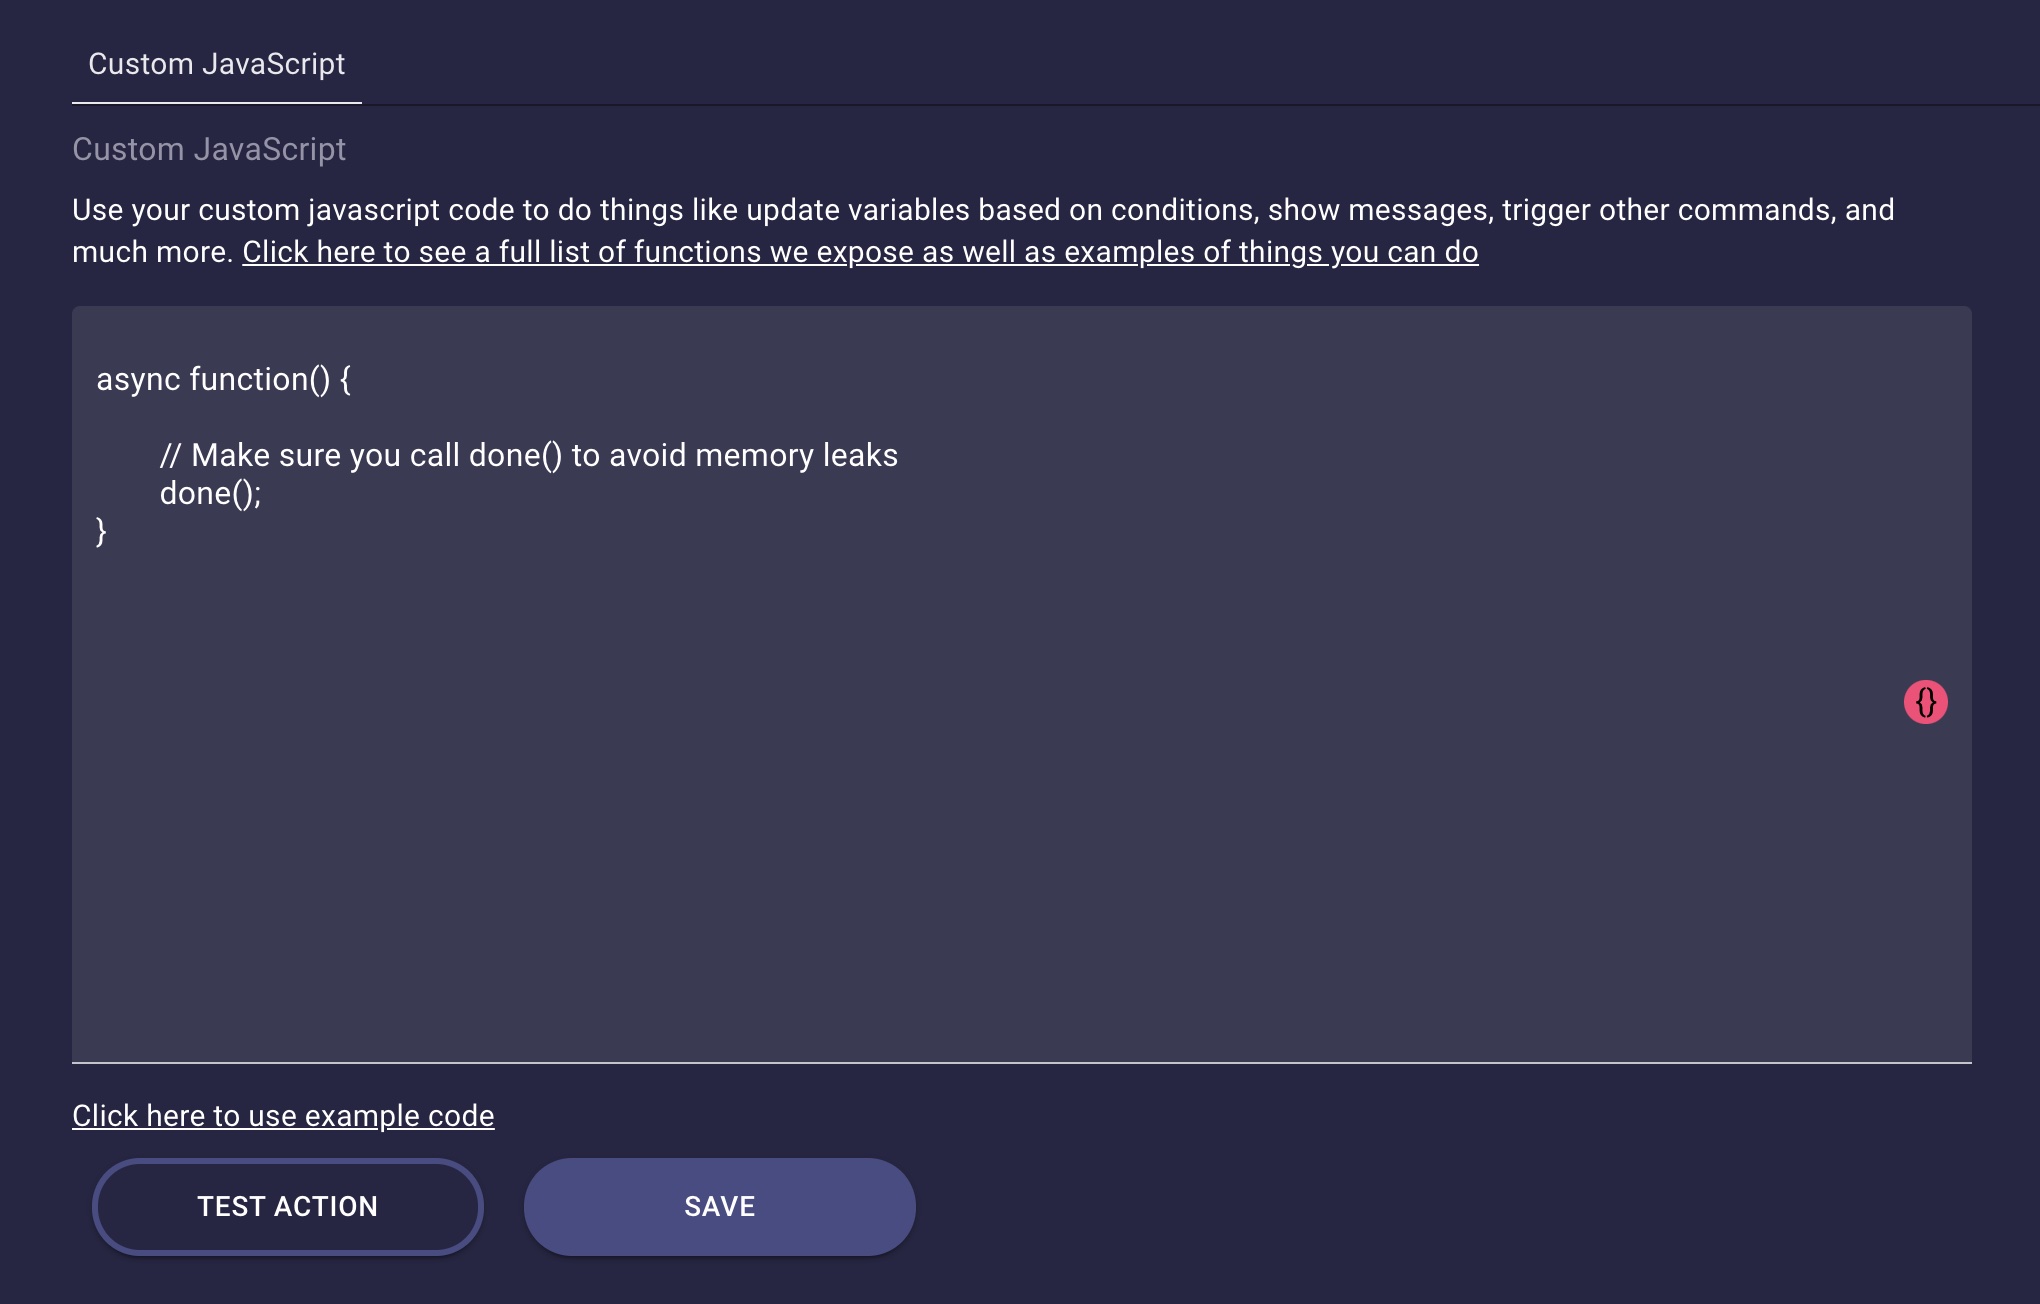 Custom JavaScript
Custom JavaScript
Use your custom javascript code to do things like update variables based on conditions, show messages, trigger other commands, and
much more. Click here to see a full list of functions we expose as well as examples of things you can do
async function() {
// Make sure you call done() to avoid memory leaks
done();
}
{}
Click here to use example code
TEST ACTION
SAVE